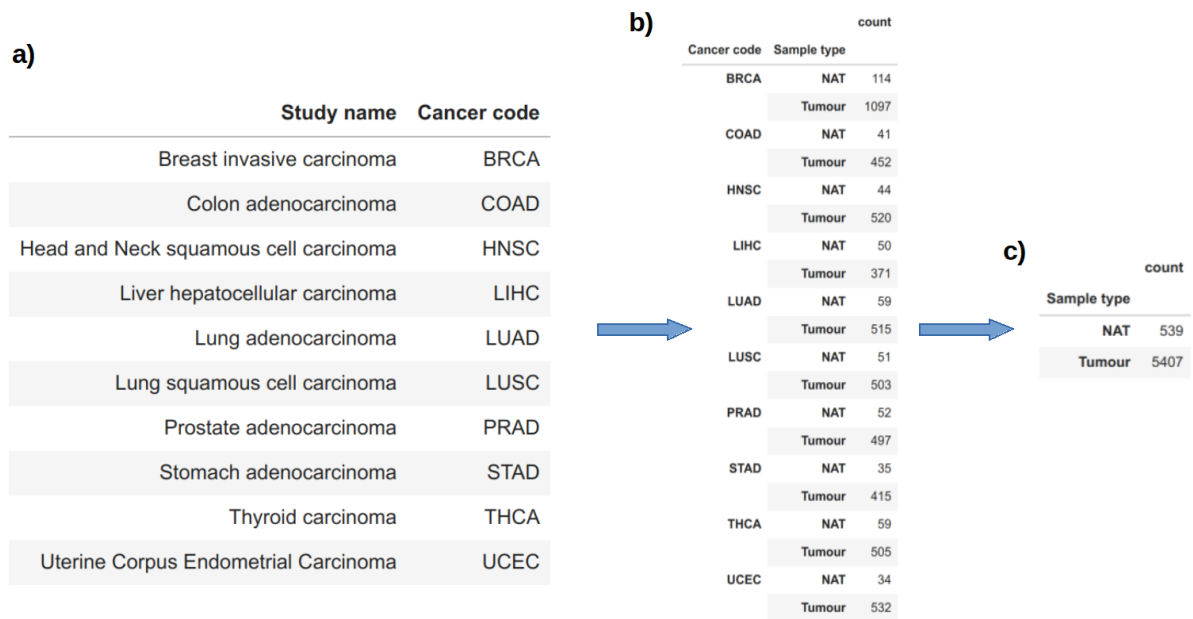 a)
Study name Cancer code
Breast invasive carcinoma BRCA
Colon adenocarcinoma COAD
Head and Neck squamous cell carcinoma HNSC
Liver hepatocellular carcinoma LIHC
Lung adenocarcinoma LUAD
Lung squamous cell carcinoma LUSC
Prostate adenocarcinoma PRAD
Stomach adenocarcinoma STAD
Thyroid carcinoma THCA
Uterine Corpus Endometrial Carcinoma UCEC
b)
count
Cancer code Sample type
BRCA NAT 114
Tumour 1097
COAD NAT 41
Tumour 452
HNSC NAT 44
Tumour 520
LIHC NAT 50
Tumour 371
LUAD NAT 59
Tumour 515
LUSC NAT 51
Tumour 503
PRAD NAT 52
Tumour 497
STAD NAT 35
Tumour 415
THCA NAT 59
Tumour 505
UCEC NAT 34
Tumour 532
c)
count
Sample type
NAT 539
Tumour 5407